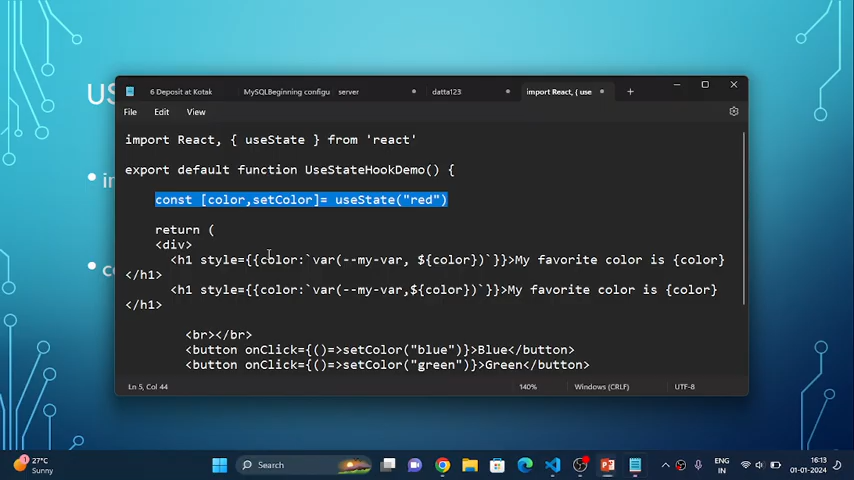 US
in
co
6 Deposit at Kotak
MySQLBeginning configu
server
datta123
import React, { use
File Edit View
import React, { useState } from 'react'
export default function UseStateHookDemo() {
const [color,setColor]= useState("red")
return (
<div>
<h1 style={{color:`var(--my-var, ${color})`}}>My favorite color is {color}
</h1>
<h1 style={{color:`var(--my-var,${color})`}}>My favorite color is {color}
</h1>
<br></br>
<button onClick={()=>setColor("blue")}>Blue</button>
<button onClick={()=>setColor("green")}>Green</button>
Ln 5, Col 44
140%
Windows (CRLF)
UTF-8
1
27°C
Sunny
Search
ENG
IN
16:13
01-01-2024